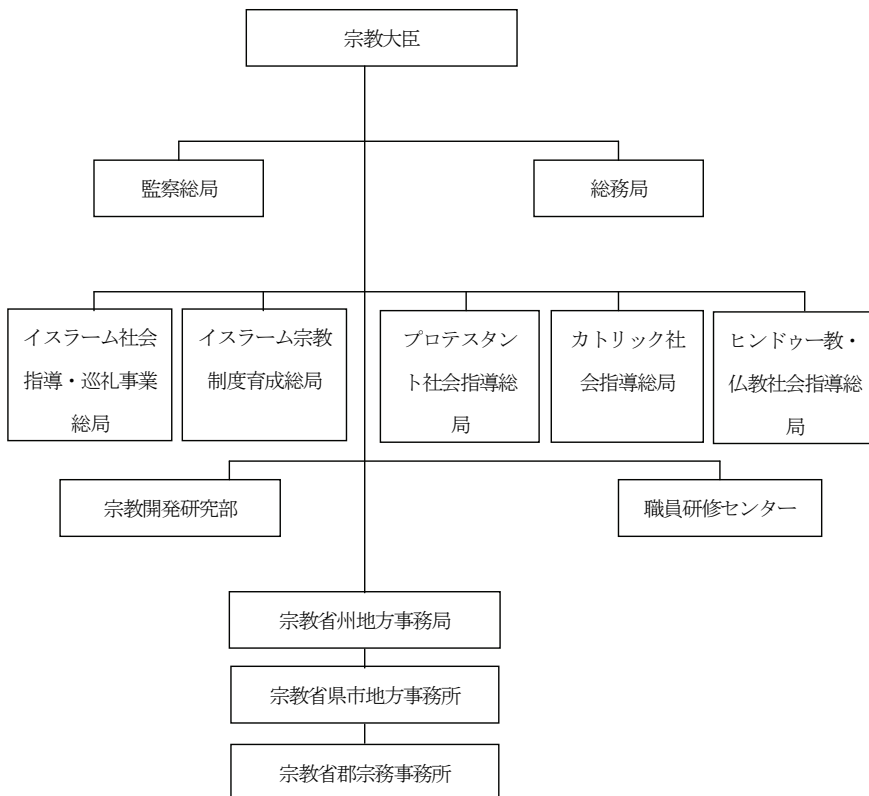 宗教大臣
監察総局
総務局
イスラーム社会
指導・巡礼事業
総局
イスラーム宗教
制度育成総局
プロテスタン
ト社会指導総
局
カトリック社
会指導総局
ヒンドゥー教・
仏教社会指導総
局
宗教開発研究部
職員研修センター
宗教省州地方事務局
宗教省県市地方事務所
宗教省郡宗務事務所